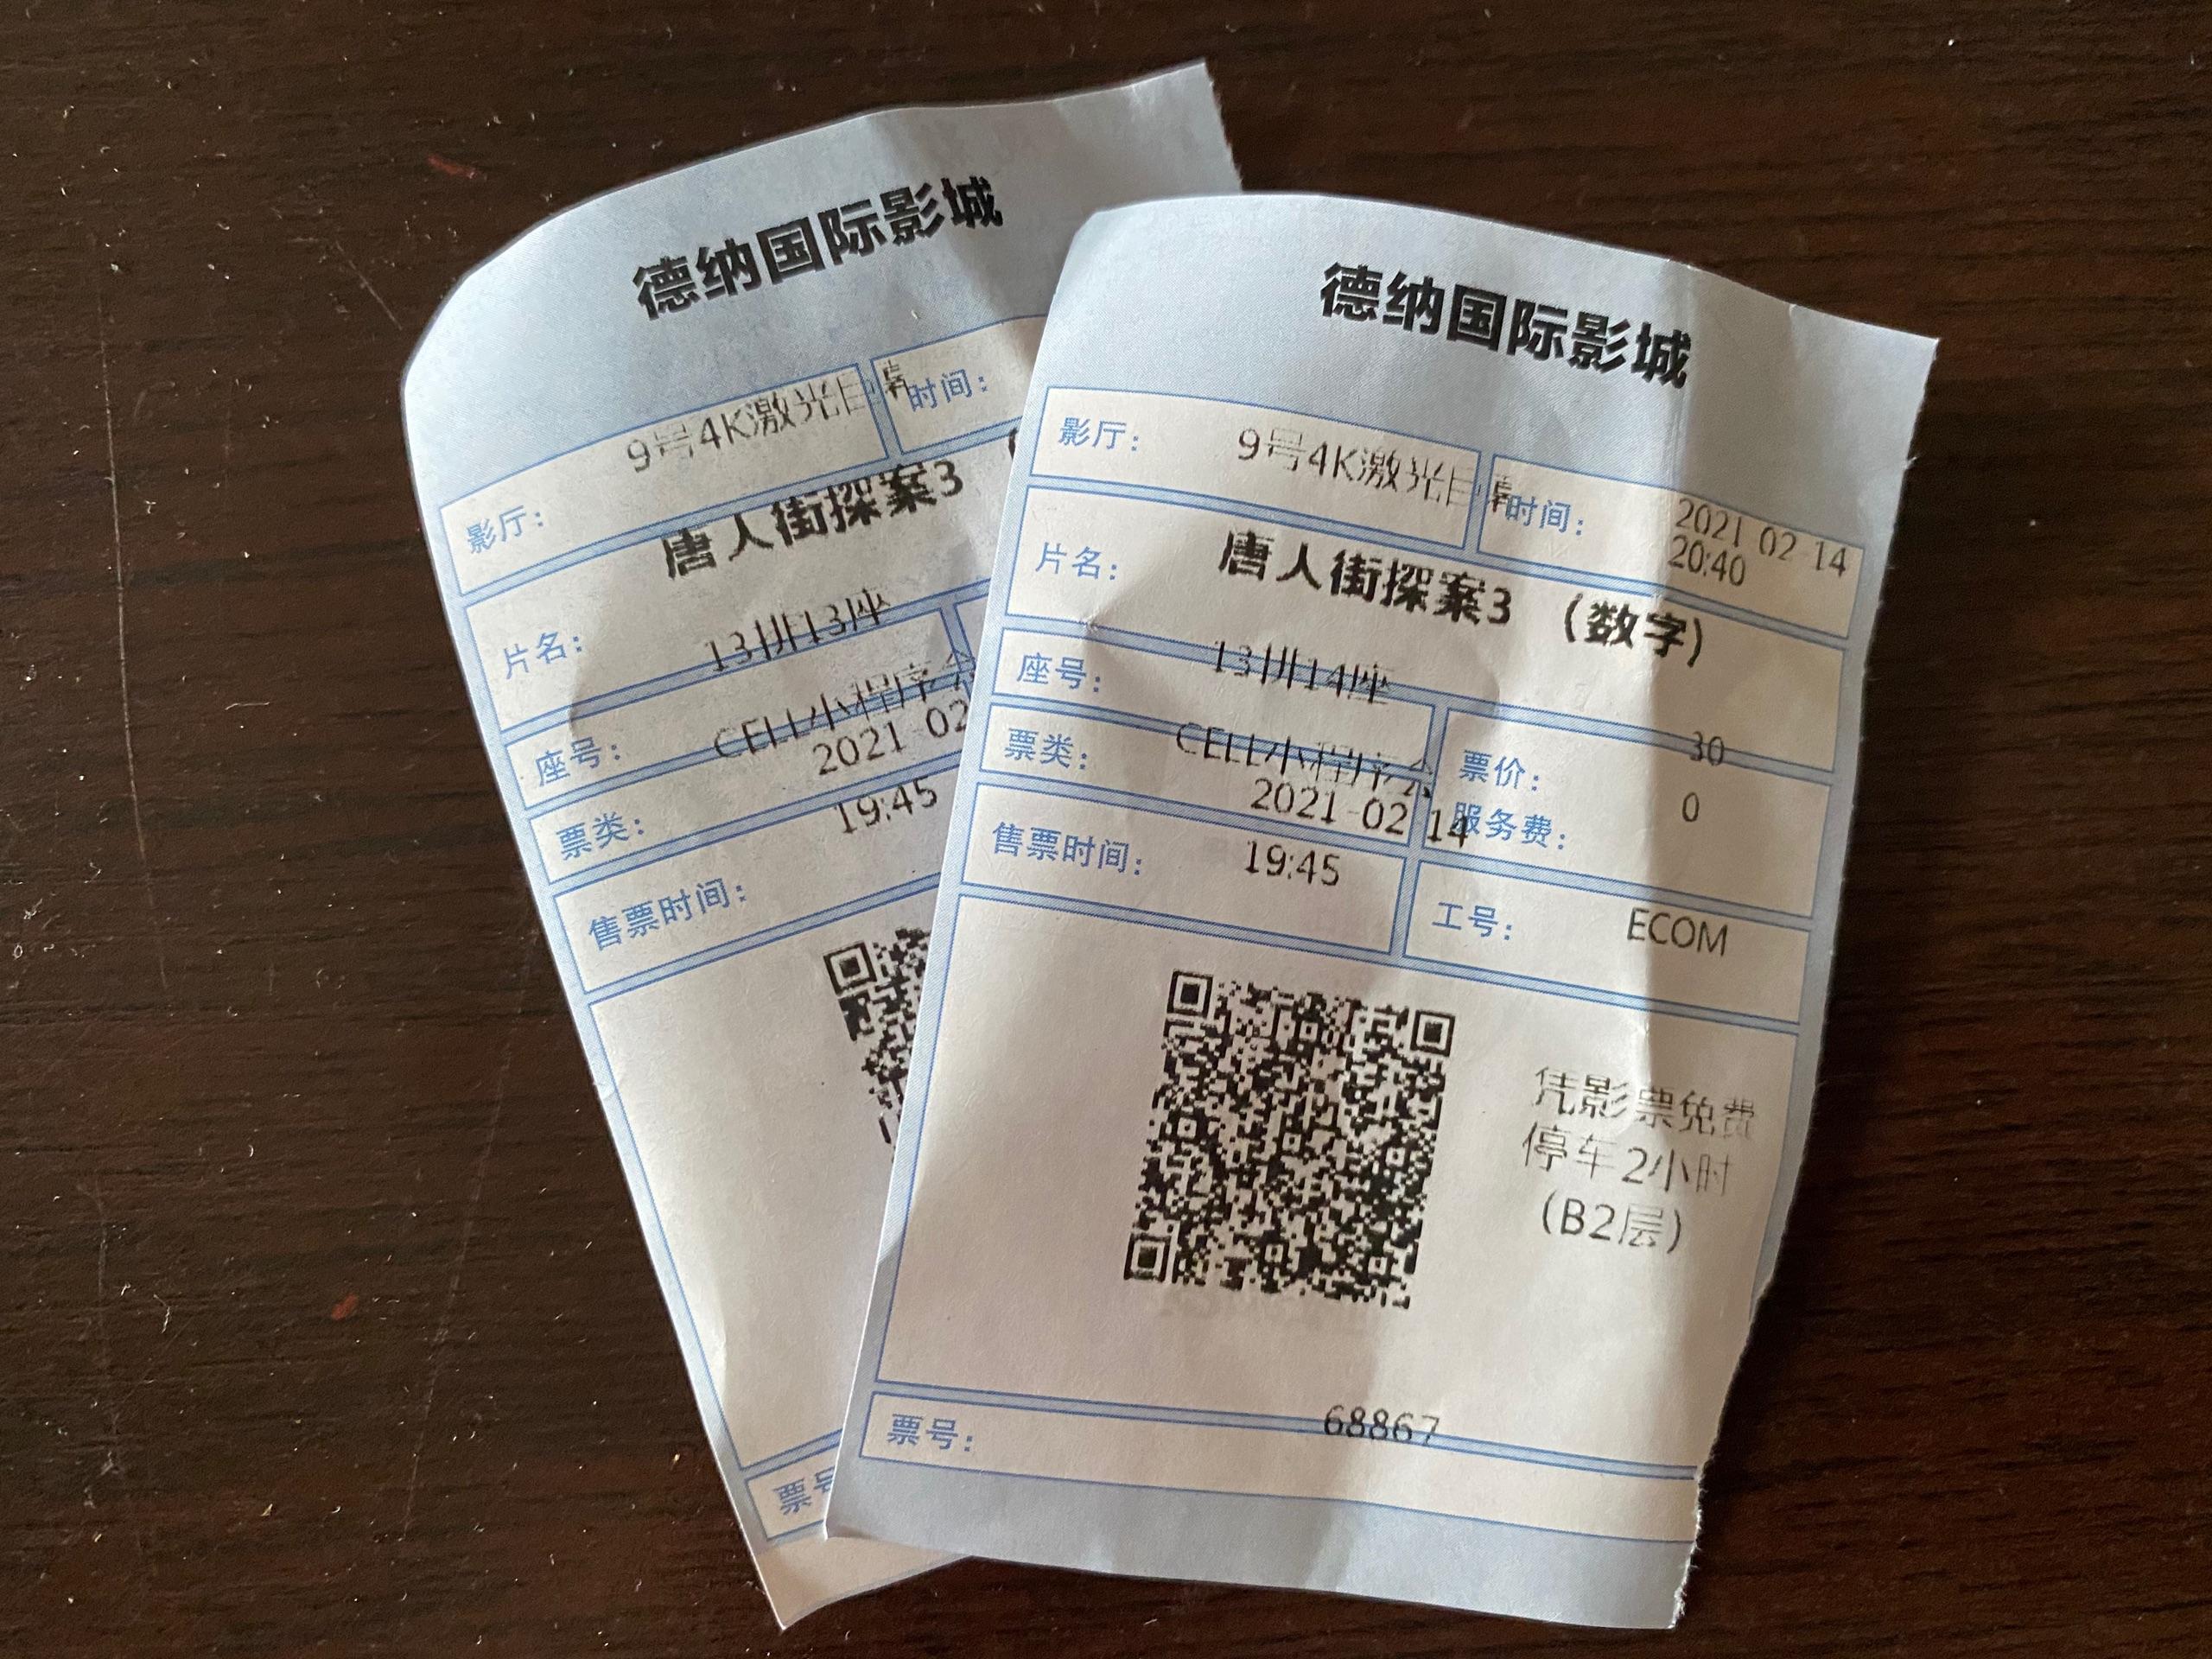 德纳国际影城
影厅： 9号4K激光巨幕 时间：
片名： 唐人街探案3 （
座号： 13排13座
票类： CELL小程序
2021-02
售票时间： 19:45
票号
德纳国际影城
影厅： 9号4K激光巨幕 时间： 2021-02-14
20:40
片名： 唐人街探案3 （数字）
座号： 13排14座 票价： 30
票类： CELL小程序 服务费： 0
2021-02-14
售票时间： 19:45 工号： ECOM
凭影票免费
停车2小时
(B2层)
票号： 68867